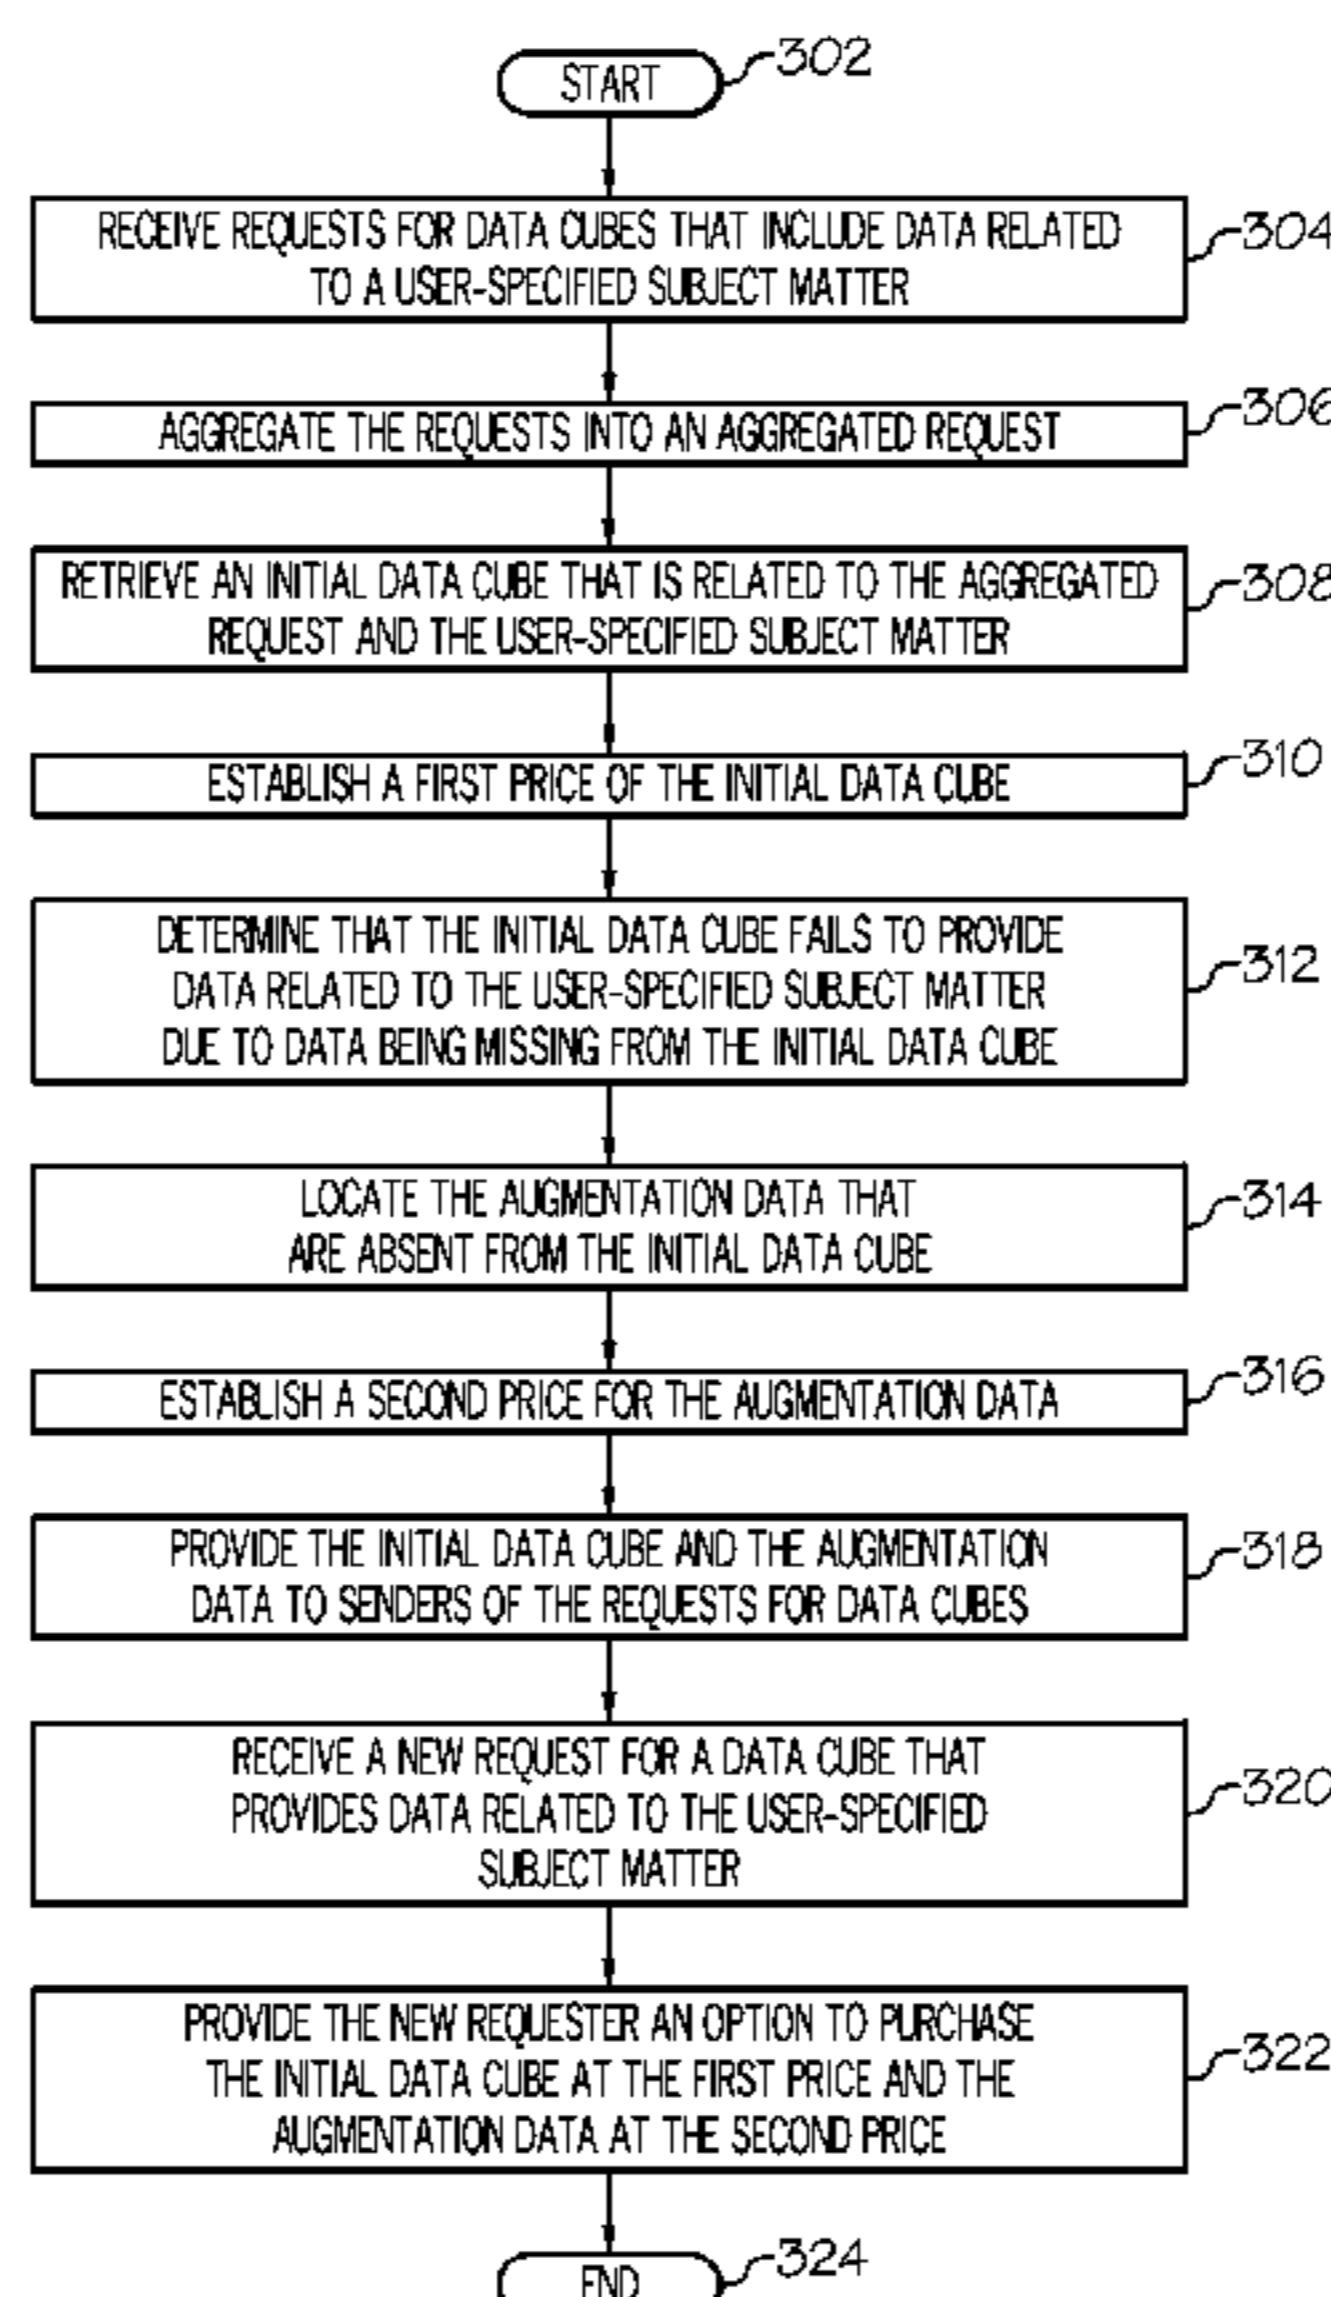 START
302
RECEIVE REQUESTS FOR DATA CUBES THAT INCLUDE DATA RELATED
TO A USER-SPECIFIED SUBJECT MATTER
304
AGGREGATE THE REQUESTS INTO AN AGGREGATED REQUEST
306
RETRIEVE AN INITIAL DATA CUBE THAT IS RELATED TO THE AGGREGATED
REQUEST AND THE USER-SPECIFIED SUBJECT MATTER
308
ESTABLISH A FIRST PRICE OF THE INITIAL DATA CUBE
310
DETERMINE THAT THE INITIAL DATA CUBE FAILS TO PROVIDE
DATA RELATED TO THE USER-SPECIFIED SUBJECT MATTER
DUE TO DATA BEING MISSING FROM THE INITIAL DATA CUBE
312
LOCATE THE AUGMENTATION DATA THAT
ARE ABSENT FROM THE INITIAL DATA CUBE
314
ESTABLISH A SECOND PRICE FOR THE AUGMENTATION DATA
316
PROVIDE THE INITIAL DATA CUBE AND THE AUGMENTATION
DATA TO SENDERS OF THE REQUESTS FOR DATA CUBES
318
RECEIVE A NEW REQUEST FOR A DATA CUBE THAT
PROVIDES DATA RELATED TO THE USER-SPECIFIED
SUBJECT MATTER
320
PROVIDE THE NEW REQUESTER AN OPTION TO PURCHASE
THE INITIAL DATA CUBE AT THE FIRST PRICE AND THE
AUGMENTATION DATA AT THE SECOND PRICE
322
END
324